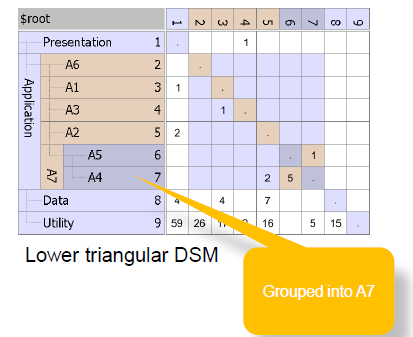 $root 1 2 3 4 5 6 7 8 9
Presentation 1 . 1
Application
A6 2 .
A1 3 1 .
A3 4 1 .
A2 5 2 .
A7
A5 6 . 1
A4 7 2 5 .
Data 8 4 4 7 .
Utility 9 59 26 16 5 15 .
Lower triangular DSM
Grouped into A7